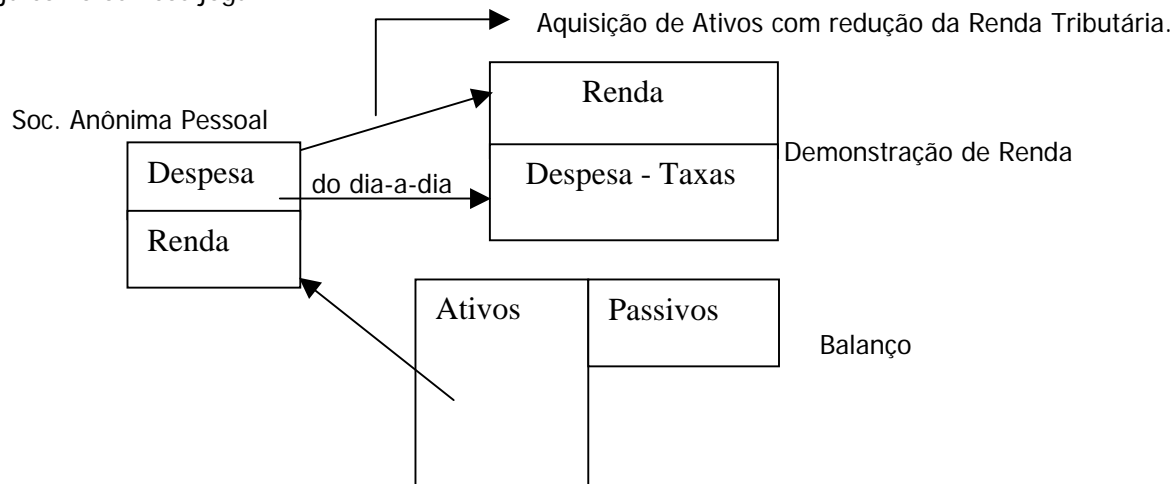 Aquisição de Ativos com redução da Renda Tributária.
Renda
Soc. Anônima Pessoal
Demonstração de Renda
Despesa
do dia-a-dia
Despesa - Taxas
Renda
Ativos
Passivos
Balanço